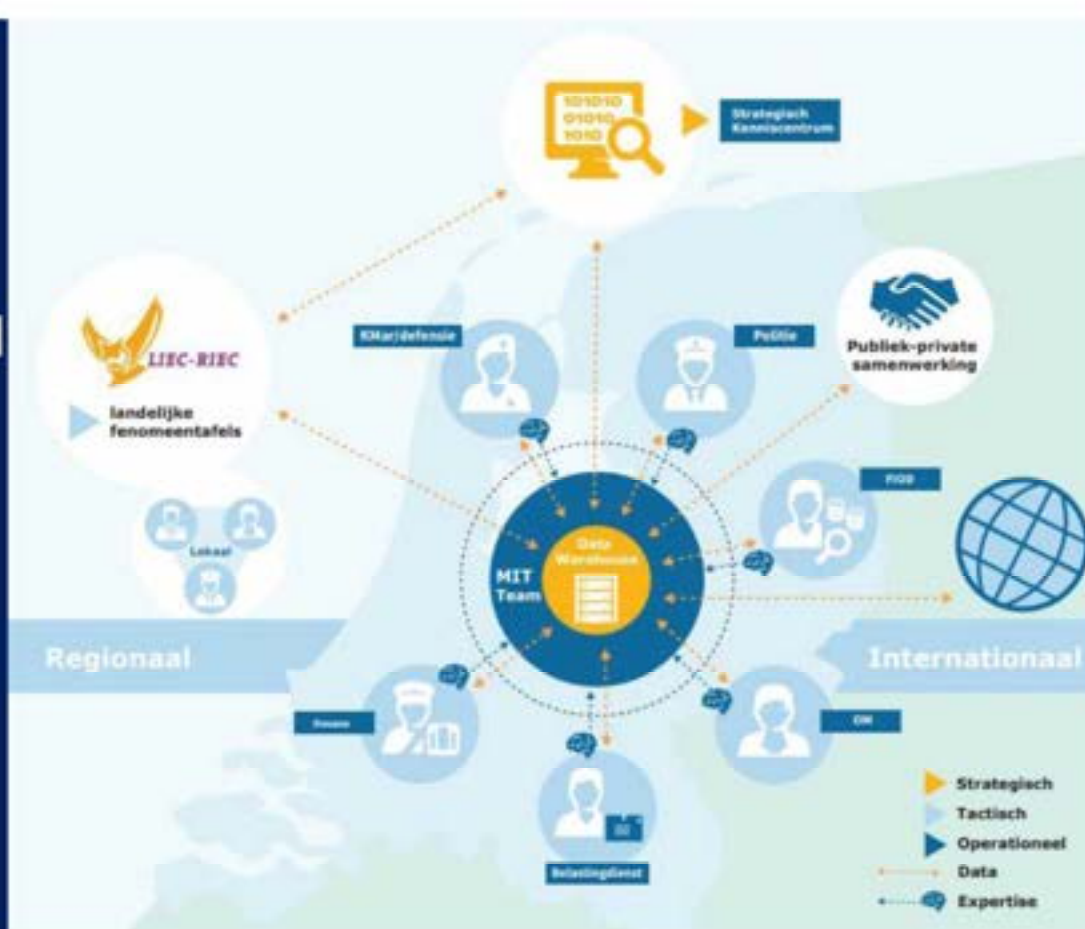 101010
01010
1010
Strategisch
Kenniscentrum
LIEC-RIEC
landelijke
fenomeentafels
KMar/defensie
Politie
Publiek-private
samenwerking
FIOD
Lokaal
Data
Warehouse
MIT
Team
Regionaal
Internationaal
Douane
OM
Belastingdienst
Strategisch
Tactisch
Operationeel
Data
Expertise